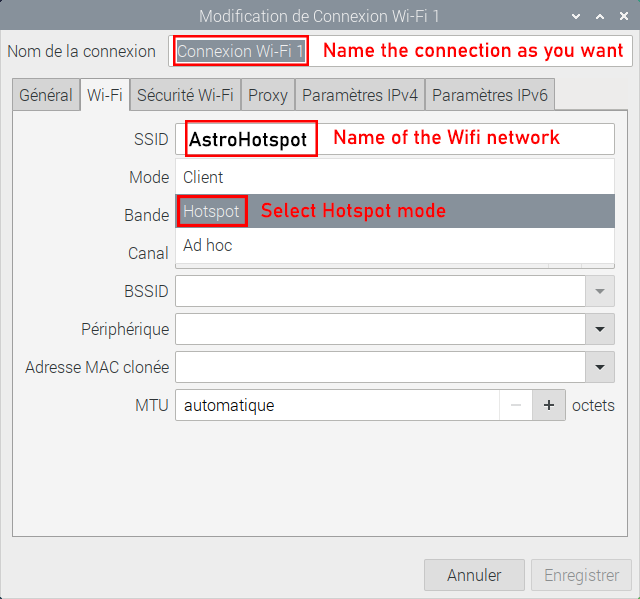 Modification de Connexion Wi-Fi 1
Nom de la connexion Connexion Wi-Fi 1 Name the connection as you want
Général Wi-Fi Sécurité Wi-Fi Proxy Paramètres IPv4 Paramètres IPv6
SSID AstroHotspot Name of the Wifi network
Mode Client
Bande Hotspot Select Hotspot mode
Canal Ad hoc
BSSID
Périphérique
Adresse MAC clonée
MTU automatique − + octets
Annuler Enregistrer